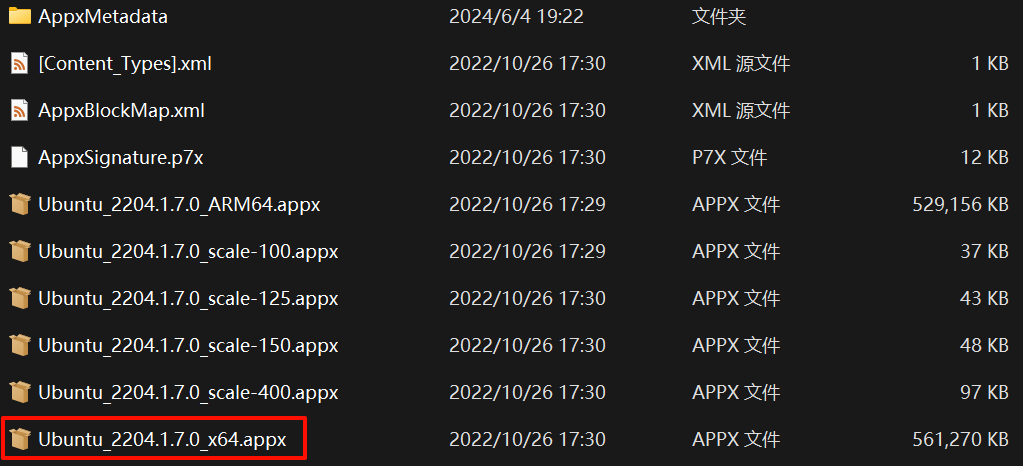 AppxMetadata 2024/6/4 19:22 文件夹
[Content_Types].xml 2022/10/26 17:30 XML 源文件 1 KB
AppxBlockMap.xml 2022/10/26 17:30 XML 源文件 1 KB
AppxSignature.p7x 2022/10/26 17:30 P7X 文件 12 KB
Ubuntu_2204.1.7.0_ARM64.appx 2022/10/26 17:29 APPX 文件 529,156 KB
Ubuntu_2204.1.7.0_scale-100.appx 2022/10/26 17:29 APPX 文件 37 KB
Ubuntu_2204.1.7.0_scale-125.appx 2022/10/26 17:30 APPX 文件 43 KB
Ubuntu_2204.1.7.0_scale-150.appx 2022/10/26 17:30 APPX 文件 48 KB
Ubuntu_2204.1.7.0_scale-400.appx 2022/10/26 17:30 APPX 文件 97 KB
Ubuntu_2204.1.7.0_x64.appx 2022/10/26 17:30 APPX 文件 561,270 KB